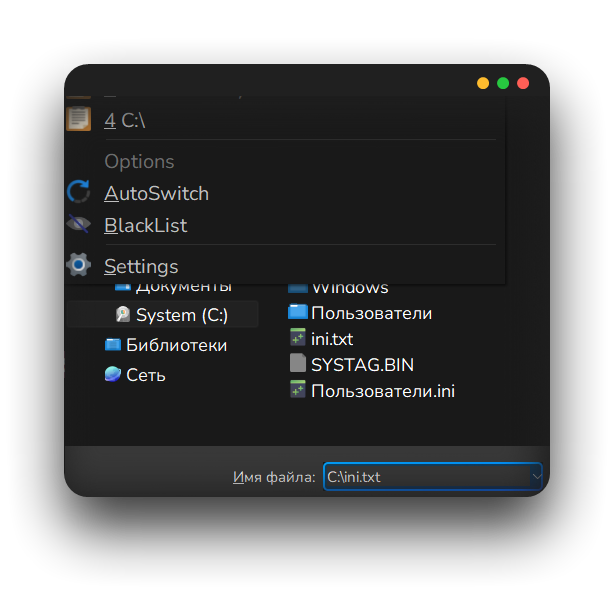 4 C:\
Options
AutoSwitch
BlackList
Settings
Документы
Windows
System (C:)
Пользователи
Библиотеки
ini.txt
SYSTAG.BIN
Сеть
Пользователи.ini
Имя файла: C:\ini.txt